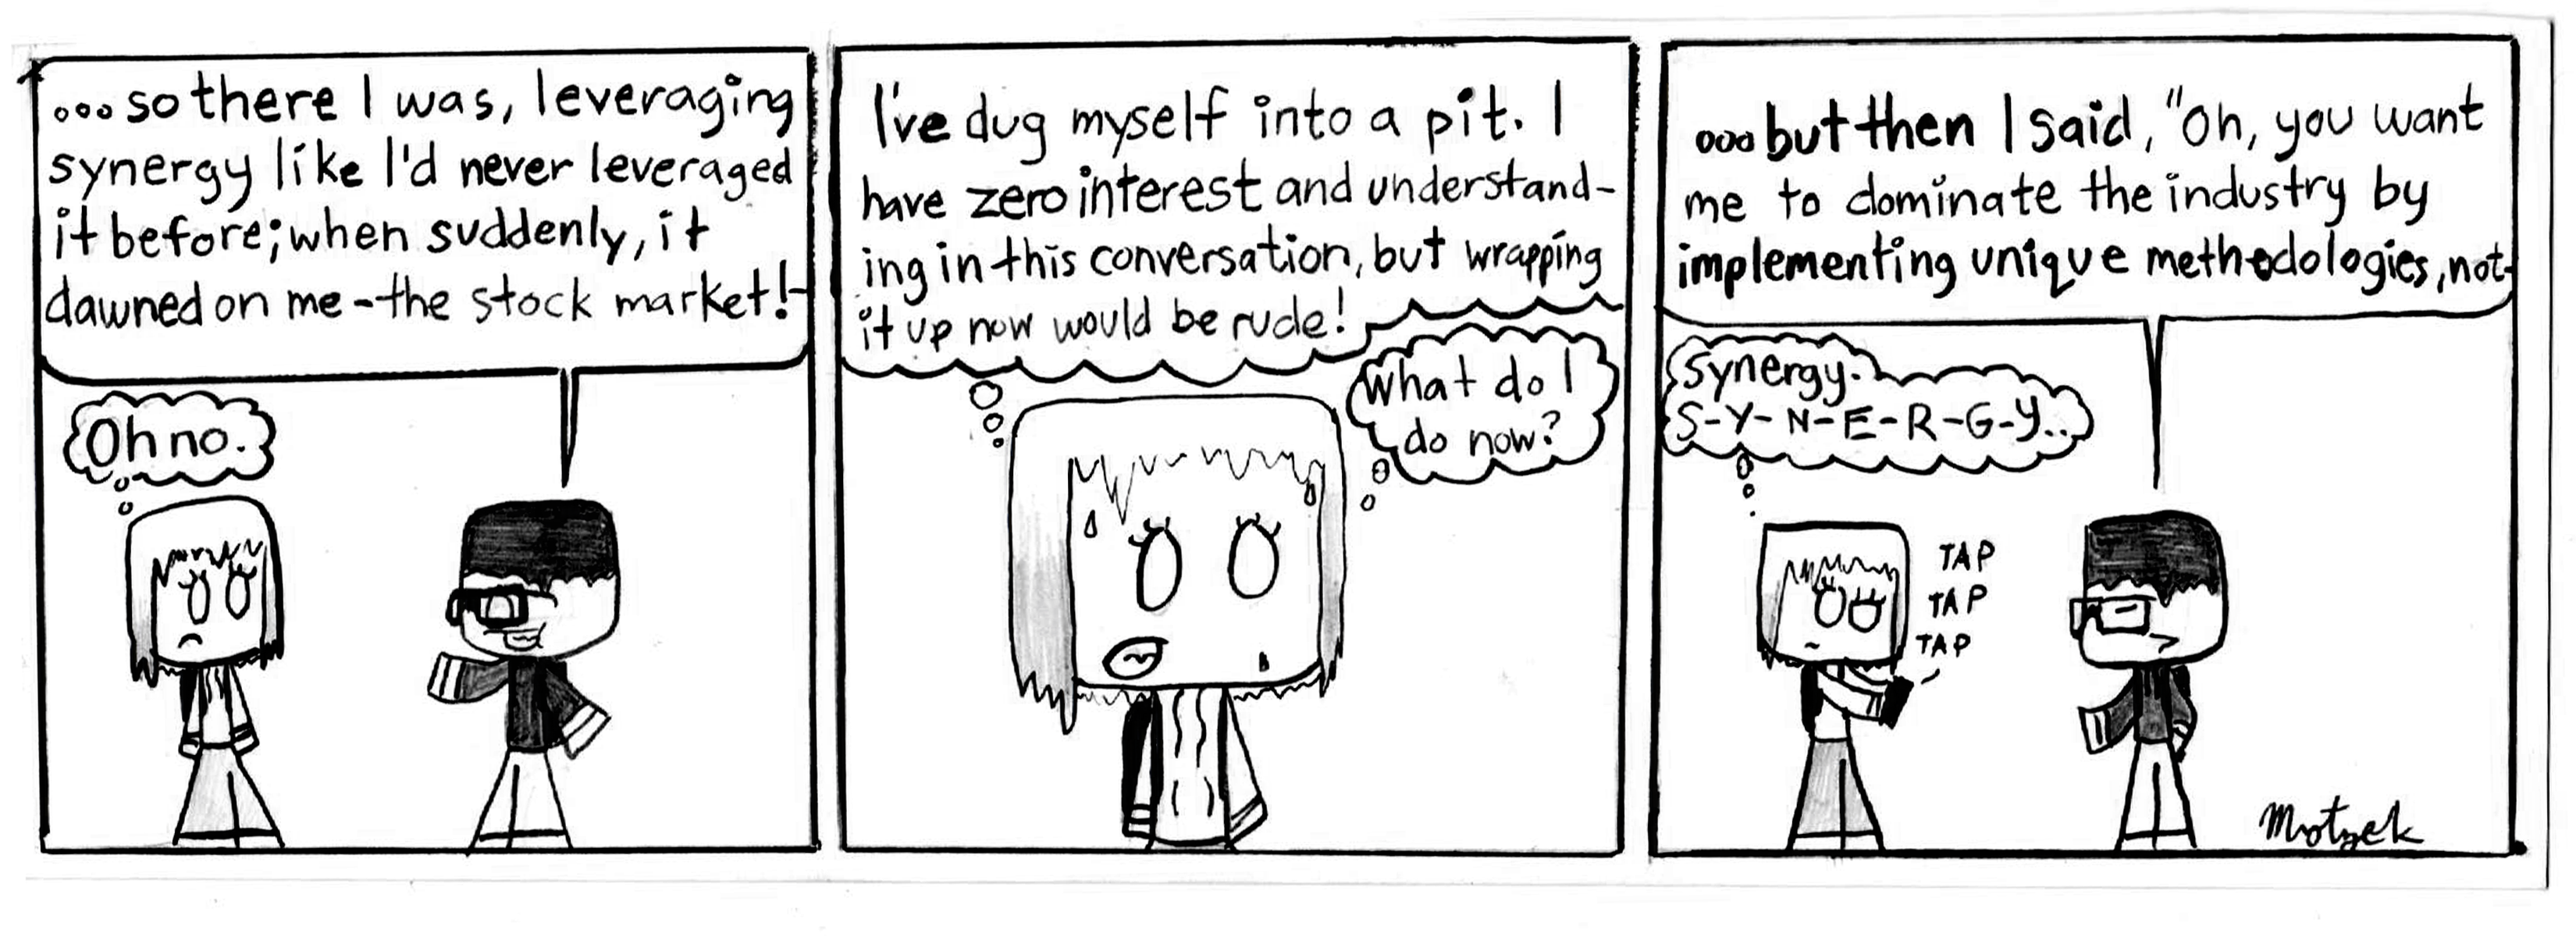 ...so there I was, leveraging
synergy like I'd never leveraged
it before; when suddenly, it
dawned on me - the stock market!-
Oh no.
I've dug myself into a pit. I
have zero interest and understand-
ing in this conversation, but wrapping
it up now would be rude!
What do I
do now?
...but then I said, "Oh, you want
me to dominate the industry by
implementing unique methodologies, not-
Synergy.
S-Y-N-E-R-G-Y..
TAP
TAP
TAP
Motzek